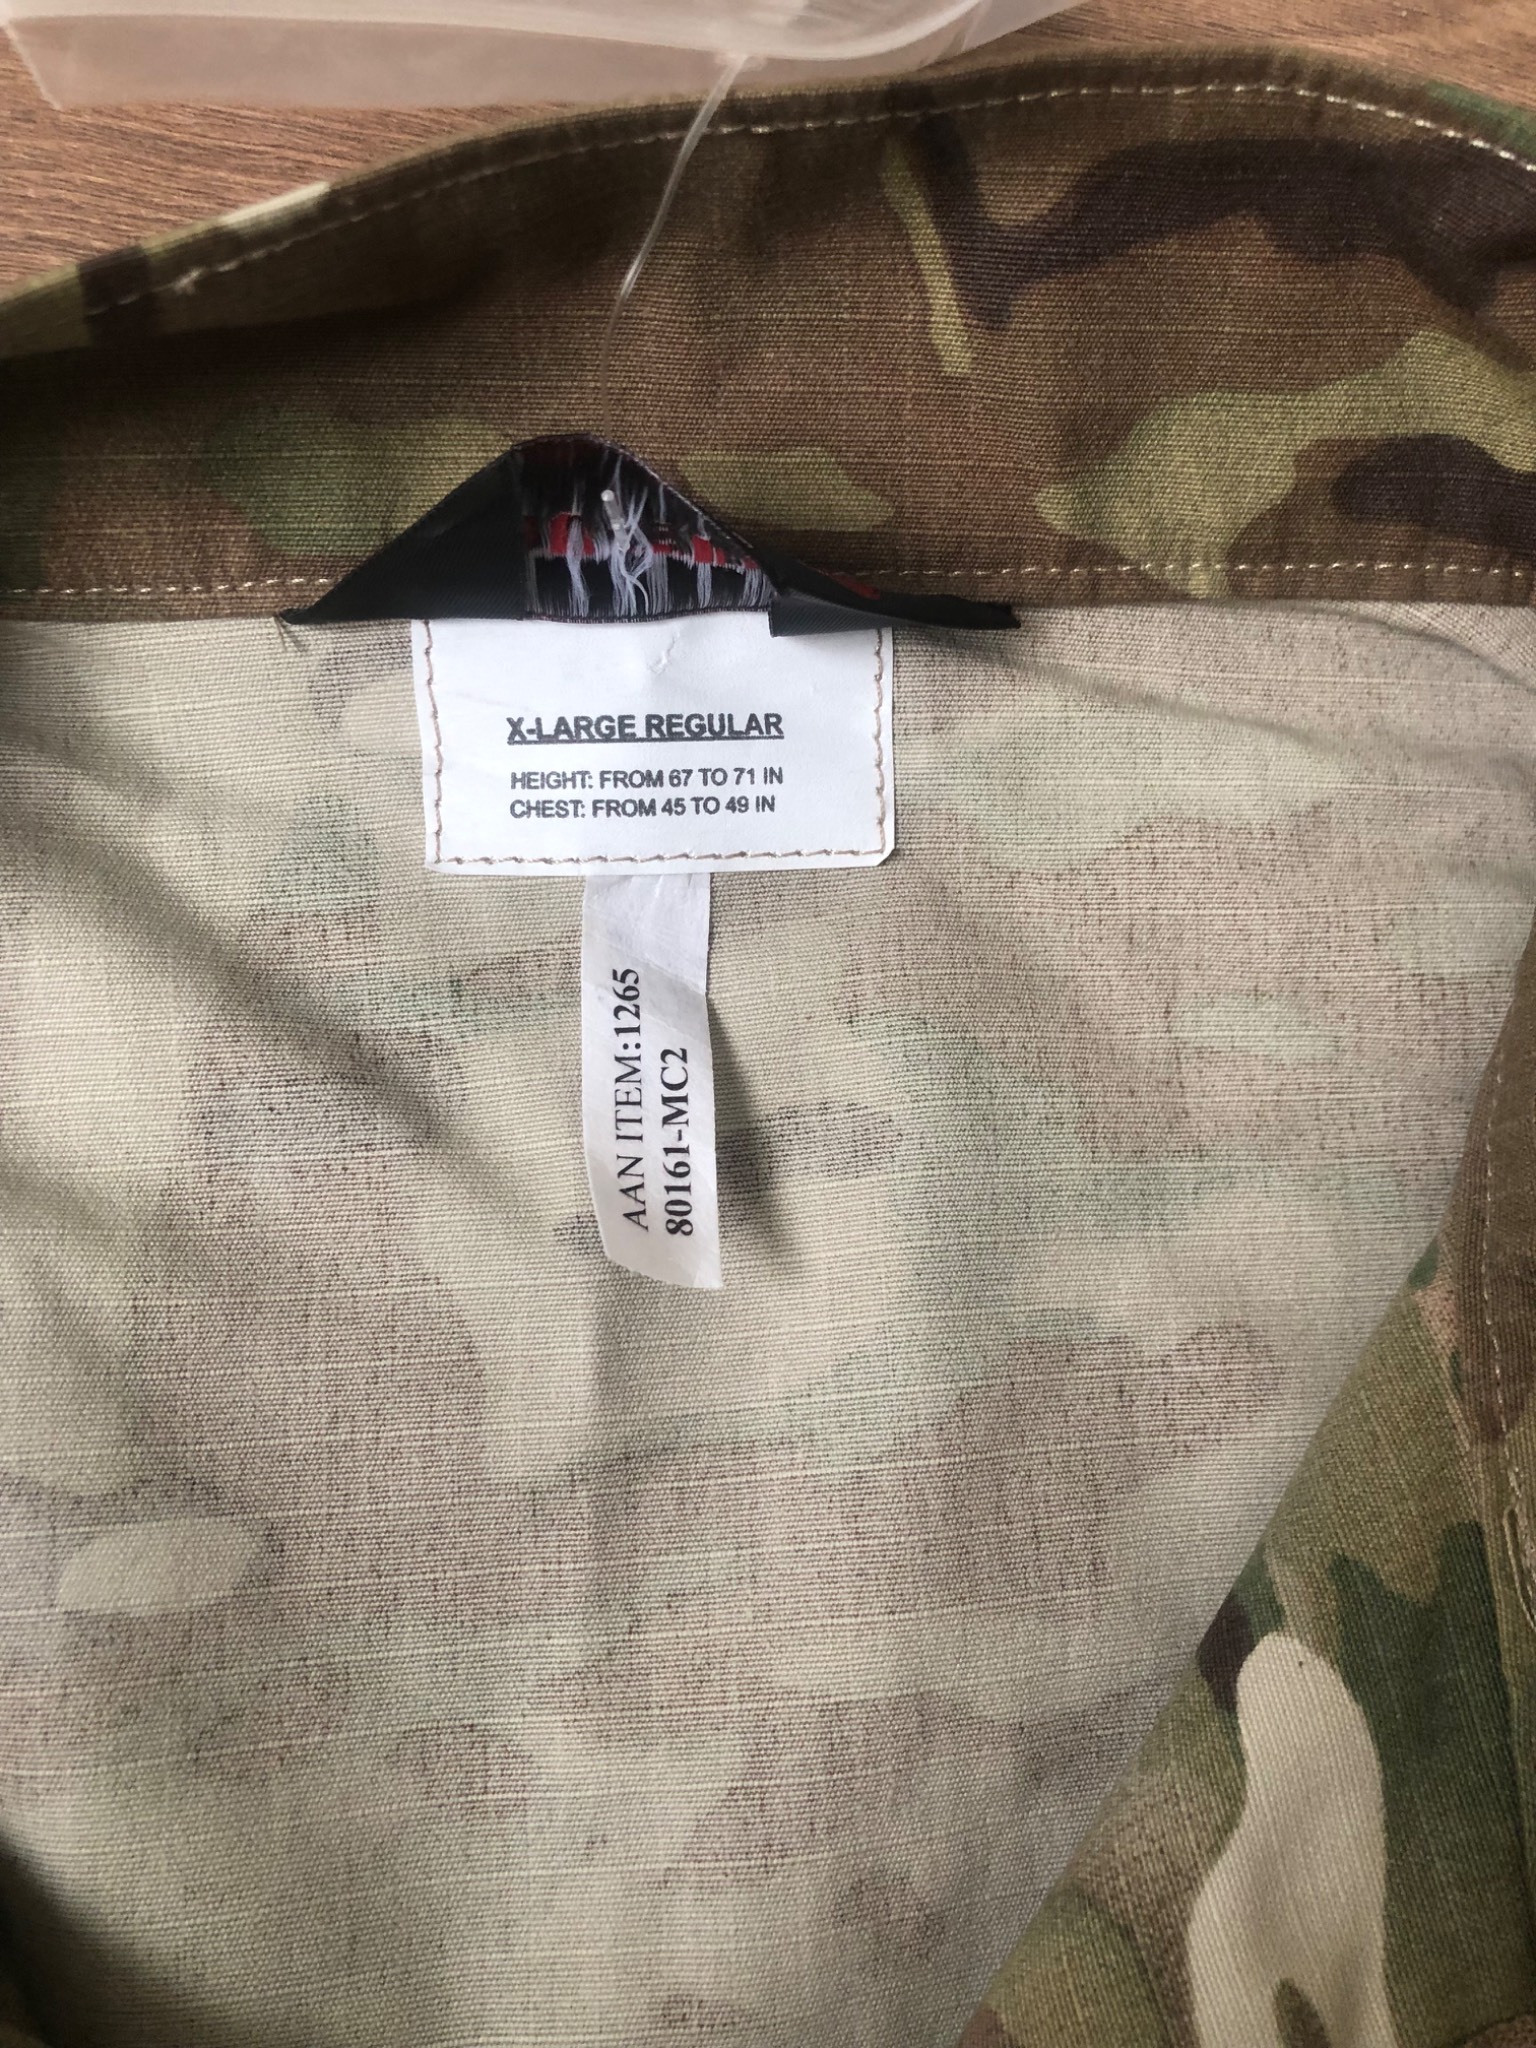 X-LARGE REGULAR
HEIGHT: FROM 67 TO 71 IN
CHEST: FROM 45 TO 49 IN
AAN ITEM:1265
80161-MC2